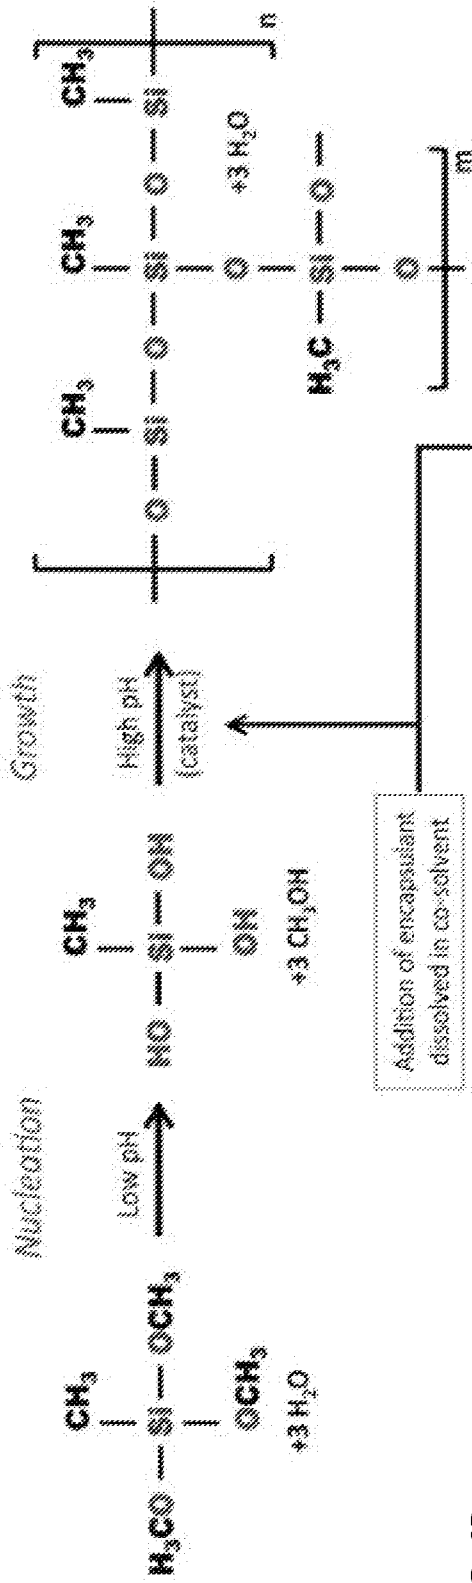 Nucleation
Growth
CH₃
H₃CO — Si — OCH₃
OCH₃
+3 H₂O
Low pH
CH₃
HO — Si — OH
OH
+3 CH₃OH
High pH
(catalyst)
CH₃ CH₃ CH₃
O — Si — O — Si — O — Si
n
O
+3 H₂O
H₃C — Si — O —
O
m
Addition of encapsulant
dissolved in co-solvent